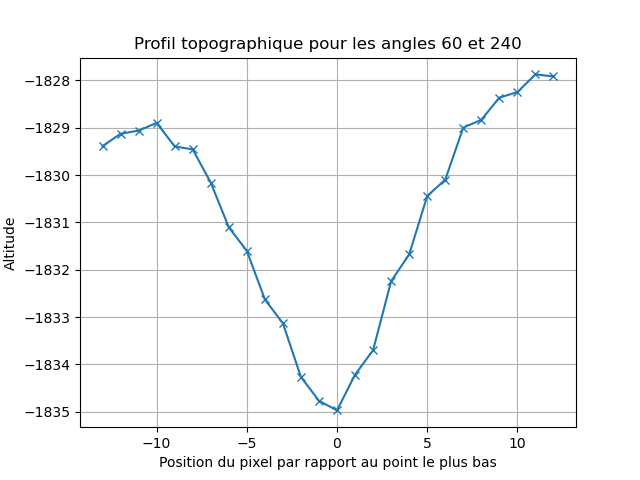 Profil topographique pour les angles 60 et 240
Altitude
−1828
−1829
−1830
−1831
−1832
−1833
−1834
−1835
−10 −5 0 5 10
Position du pixel par rapport au point le plus bas